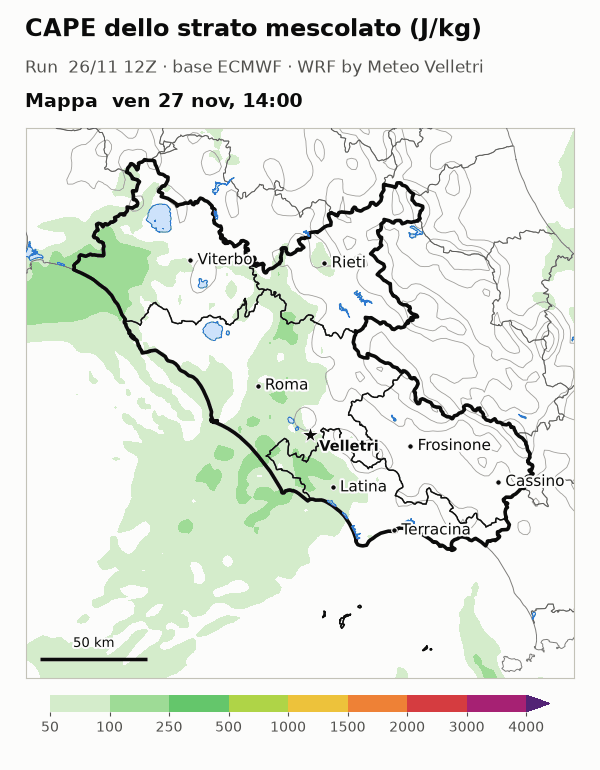 CAPE dello strato mescolato (J/kg)
Run  26/11 12Z · base ECMWF · WRF by Meteo Velletri
Mappa  ven 27 nov, 14:00
Viterbo
Rieti
Roma
Velletri
Frosinone
Latina
Cassino
Terracina
50 km
50 100 250 500 1000 1500 2000 3000 4000